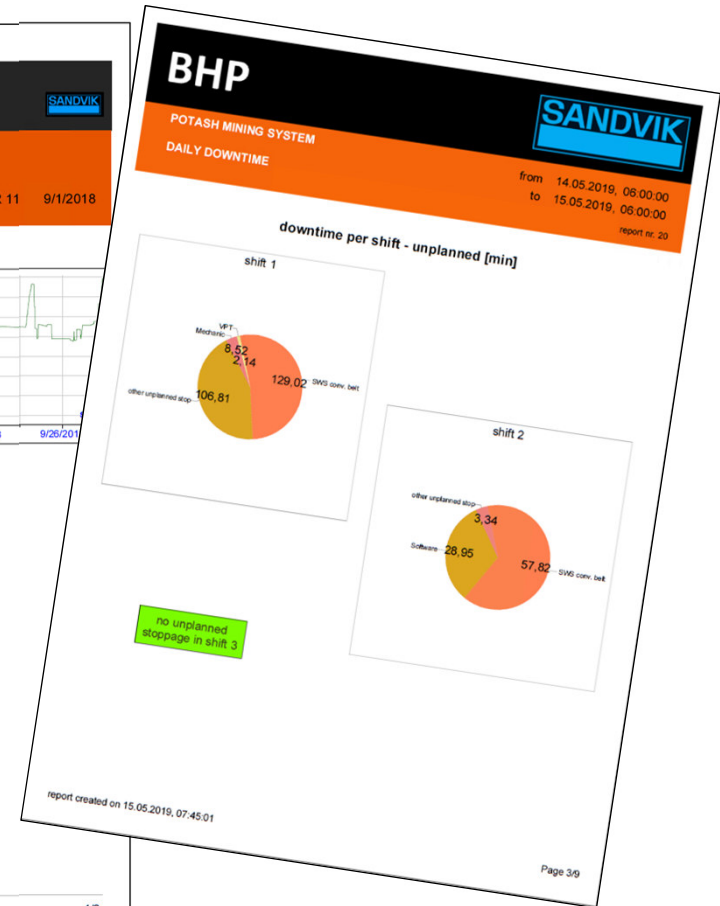 SANDVIK
11 9/1/2018
9/26/201
BHP
SANDVIK
POTASH MINING SYSTEM
DAILY DOWNTIME
from 14.05.2019, 06:00:00
to 15.05.2019, 06:00:00
report nr. 20
downtime per shift - unplanned [min]
shift 1
VPT
Mechanic
8,52
2,14
129,02 SWS conv. belt
other unplanned stop 106,81
shift 2
other unplanned stop
3,34
Software 28,95
57,82 SWS conv. belt
no unplanned
stoppage in shift 3
report created on 15.05.2019, 07:45:01
Page 3/9